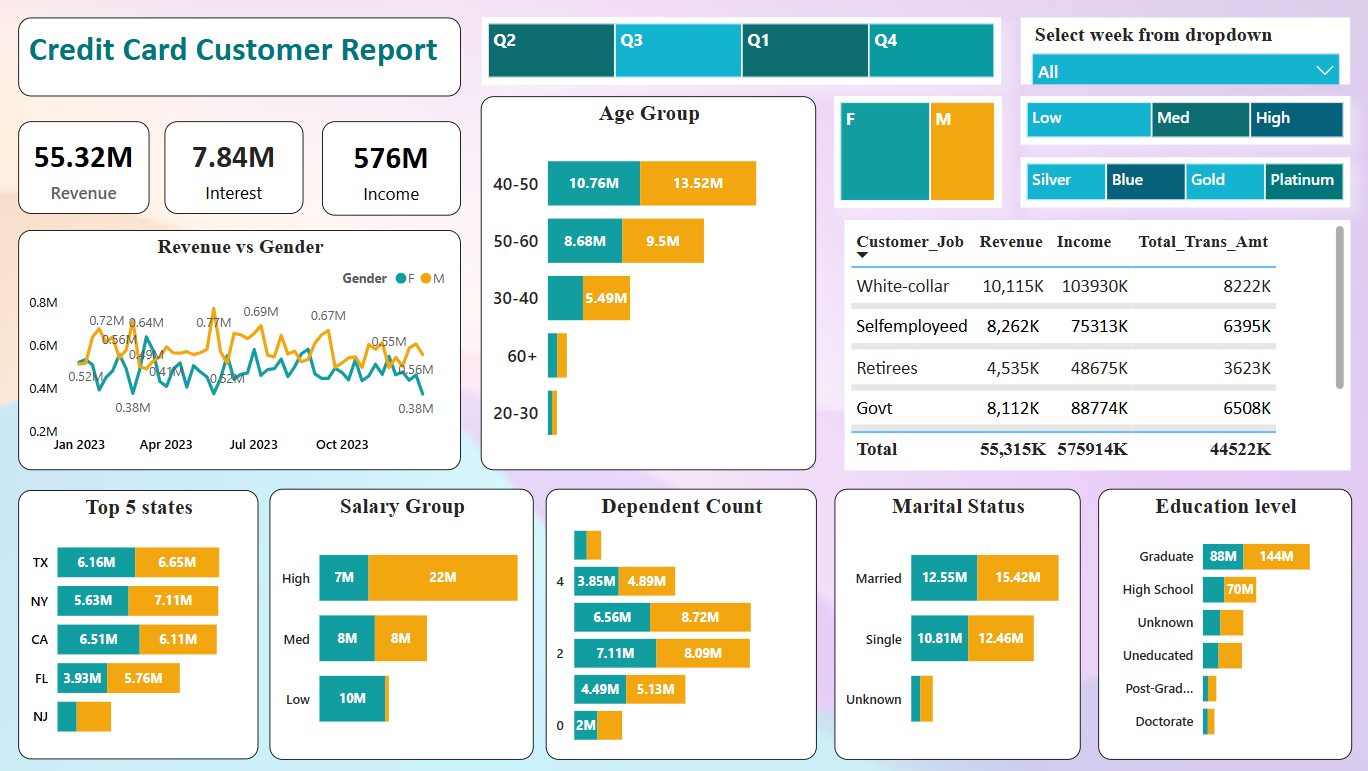 Credit Card Customer Report
Q2 Q3 Q1 Q4
Select week from dropdown
All
55.32M
Revenue
7.84M
Interest
576M
Income
Age Group
40-50 10.76M 13.52M
50-60 8.68M 9.5M
30-40 5.49M
60+
20-30
F M
Low Med High
Silver Blue Gold Platinum
Revenue vs Gender
Gender F M
0.8M
0.6M
0.4M
0.2M
0.72M 0.64M 0.77M 0.69M 0.67M 0.55M
0.56M 0.49M 0.56M
0.52M 0.41M 0.52M
0.38M 0.38M
Jan 2023 Apr 2023 Jul 2023 Oct 2023
Customer_Job Revenue Income Total_Trans_Amt
White-collar 10,115K 103930K 8222K
Selfemployeed 8,262K 75313K 6395K
Retirees 4,535K 48675K 3623K
Govt 8,112K 88774K 6508K
Total 55,315K 575914K 44522K
Top 5 states
TX 6.16M 6.65M
NY 5.63M 7.11M
CA 6.51M 6.11M
FL 3.93M 5.76M
NJ
Salary Group
High 7M 22M
Med 8M 8M
Low 10M
Dependent Count
4 3.85M 4.89M
6.56M 8.72M
2 7.11M 8.09M
4.49M 5.13M
0 2M
Marital Status
Married 12.55M 15.42M
Single 10.81M 12.46M
Unknown
Education level
Graduate 88M 144M
High School 70M
Unknown
Uneducated
Post-Grad...
Doctorate